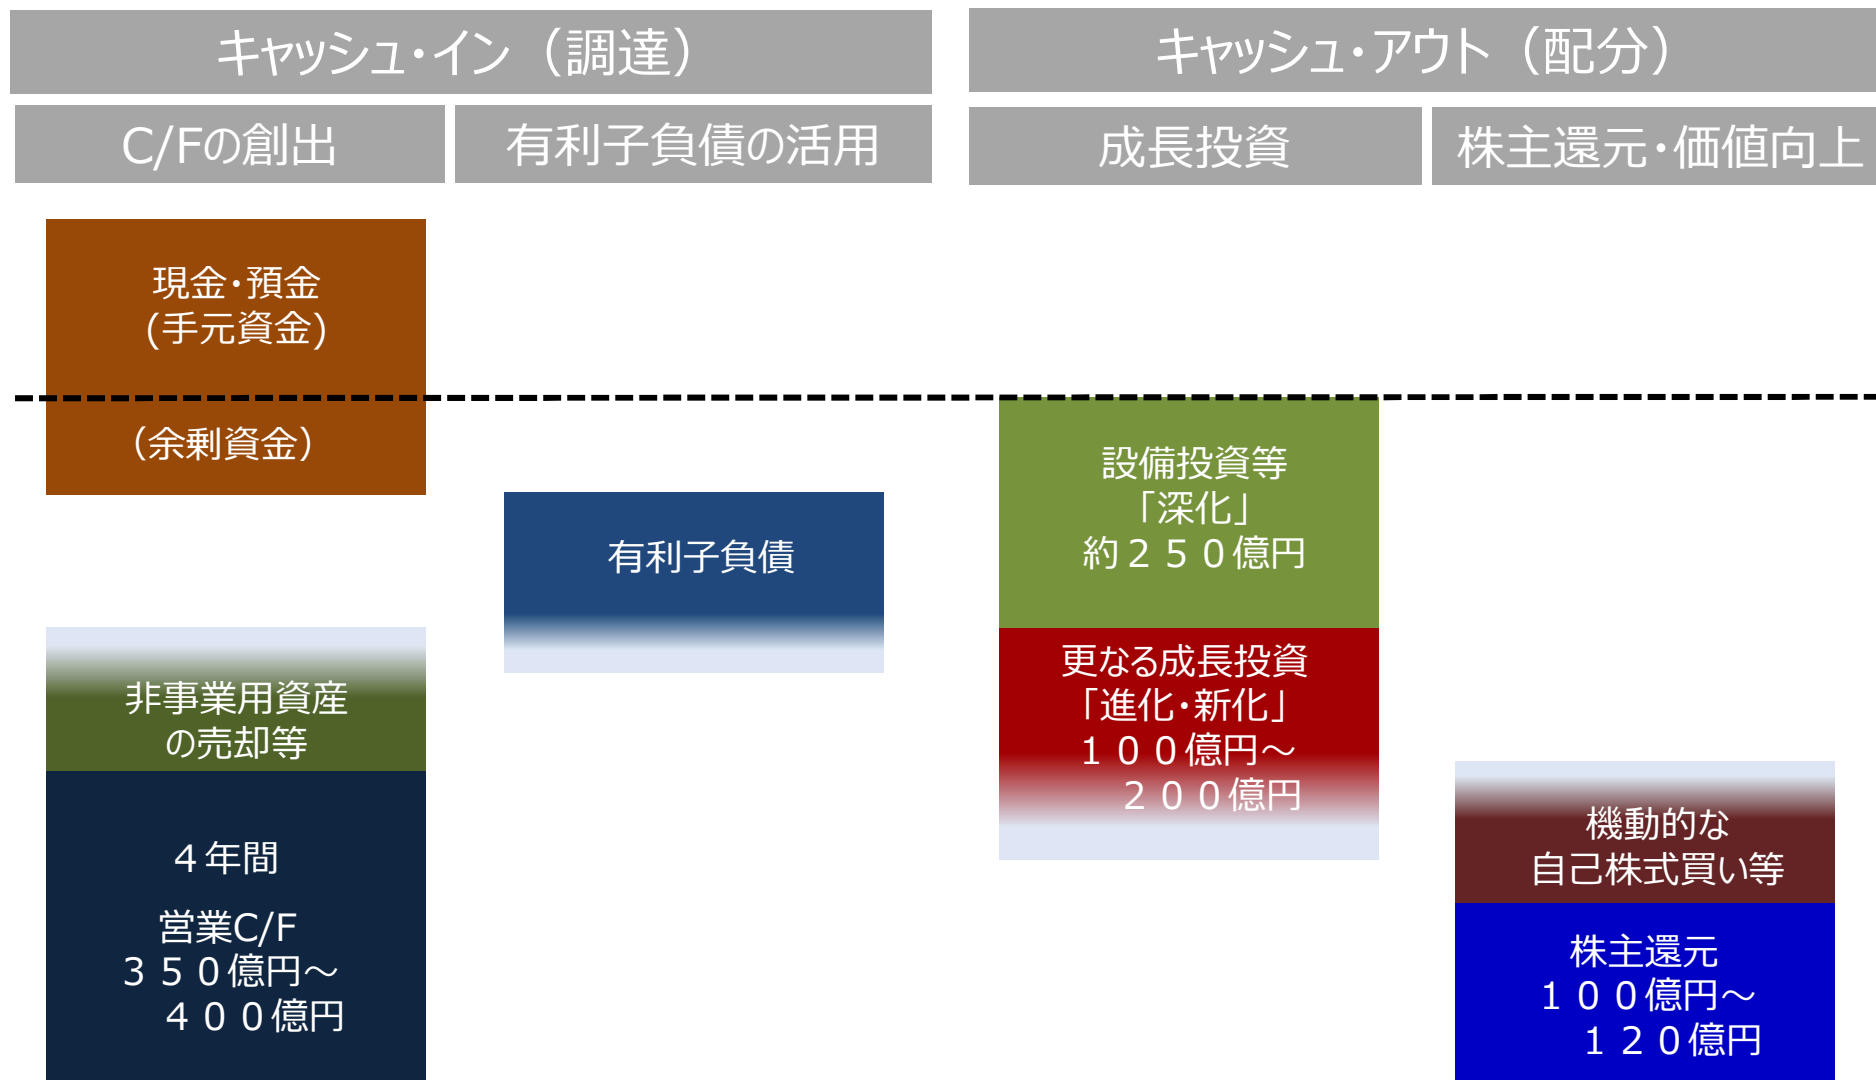 キャッシュ・イン（調達）
キャッシュ・アウト（配分）
C/Fの創出
有利子負債の活用
成長投資
株主還元・価値向上
現金・預金
(手元資金)
（余剰資金）
有利子負債
非事業用資産
の売却等
４年間
営業C/F
３５０億円～
４００億円
設備投資等
「深化」
約２５０億円
更なる成長投資
「進化・新化」
１００億円～
２００億円
機動的な
自己株式買い等
株主還元
１００億円～
１２０億円